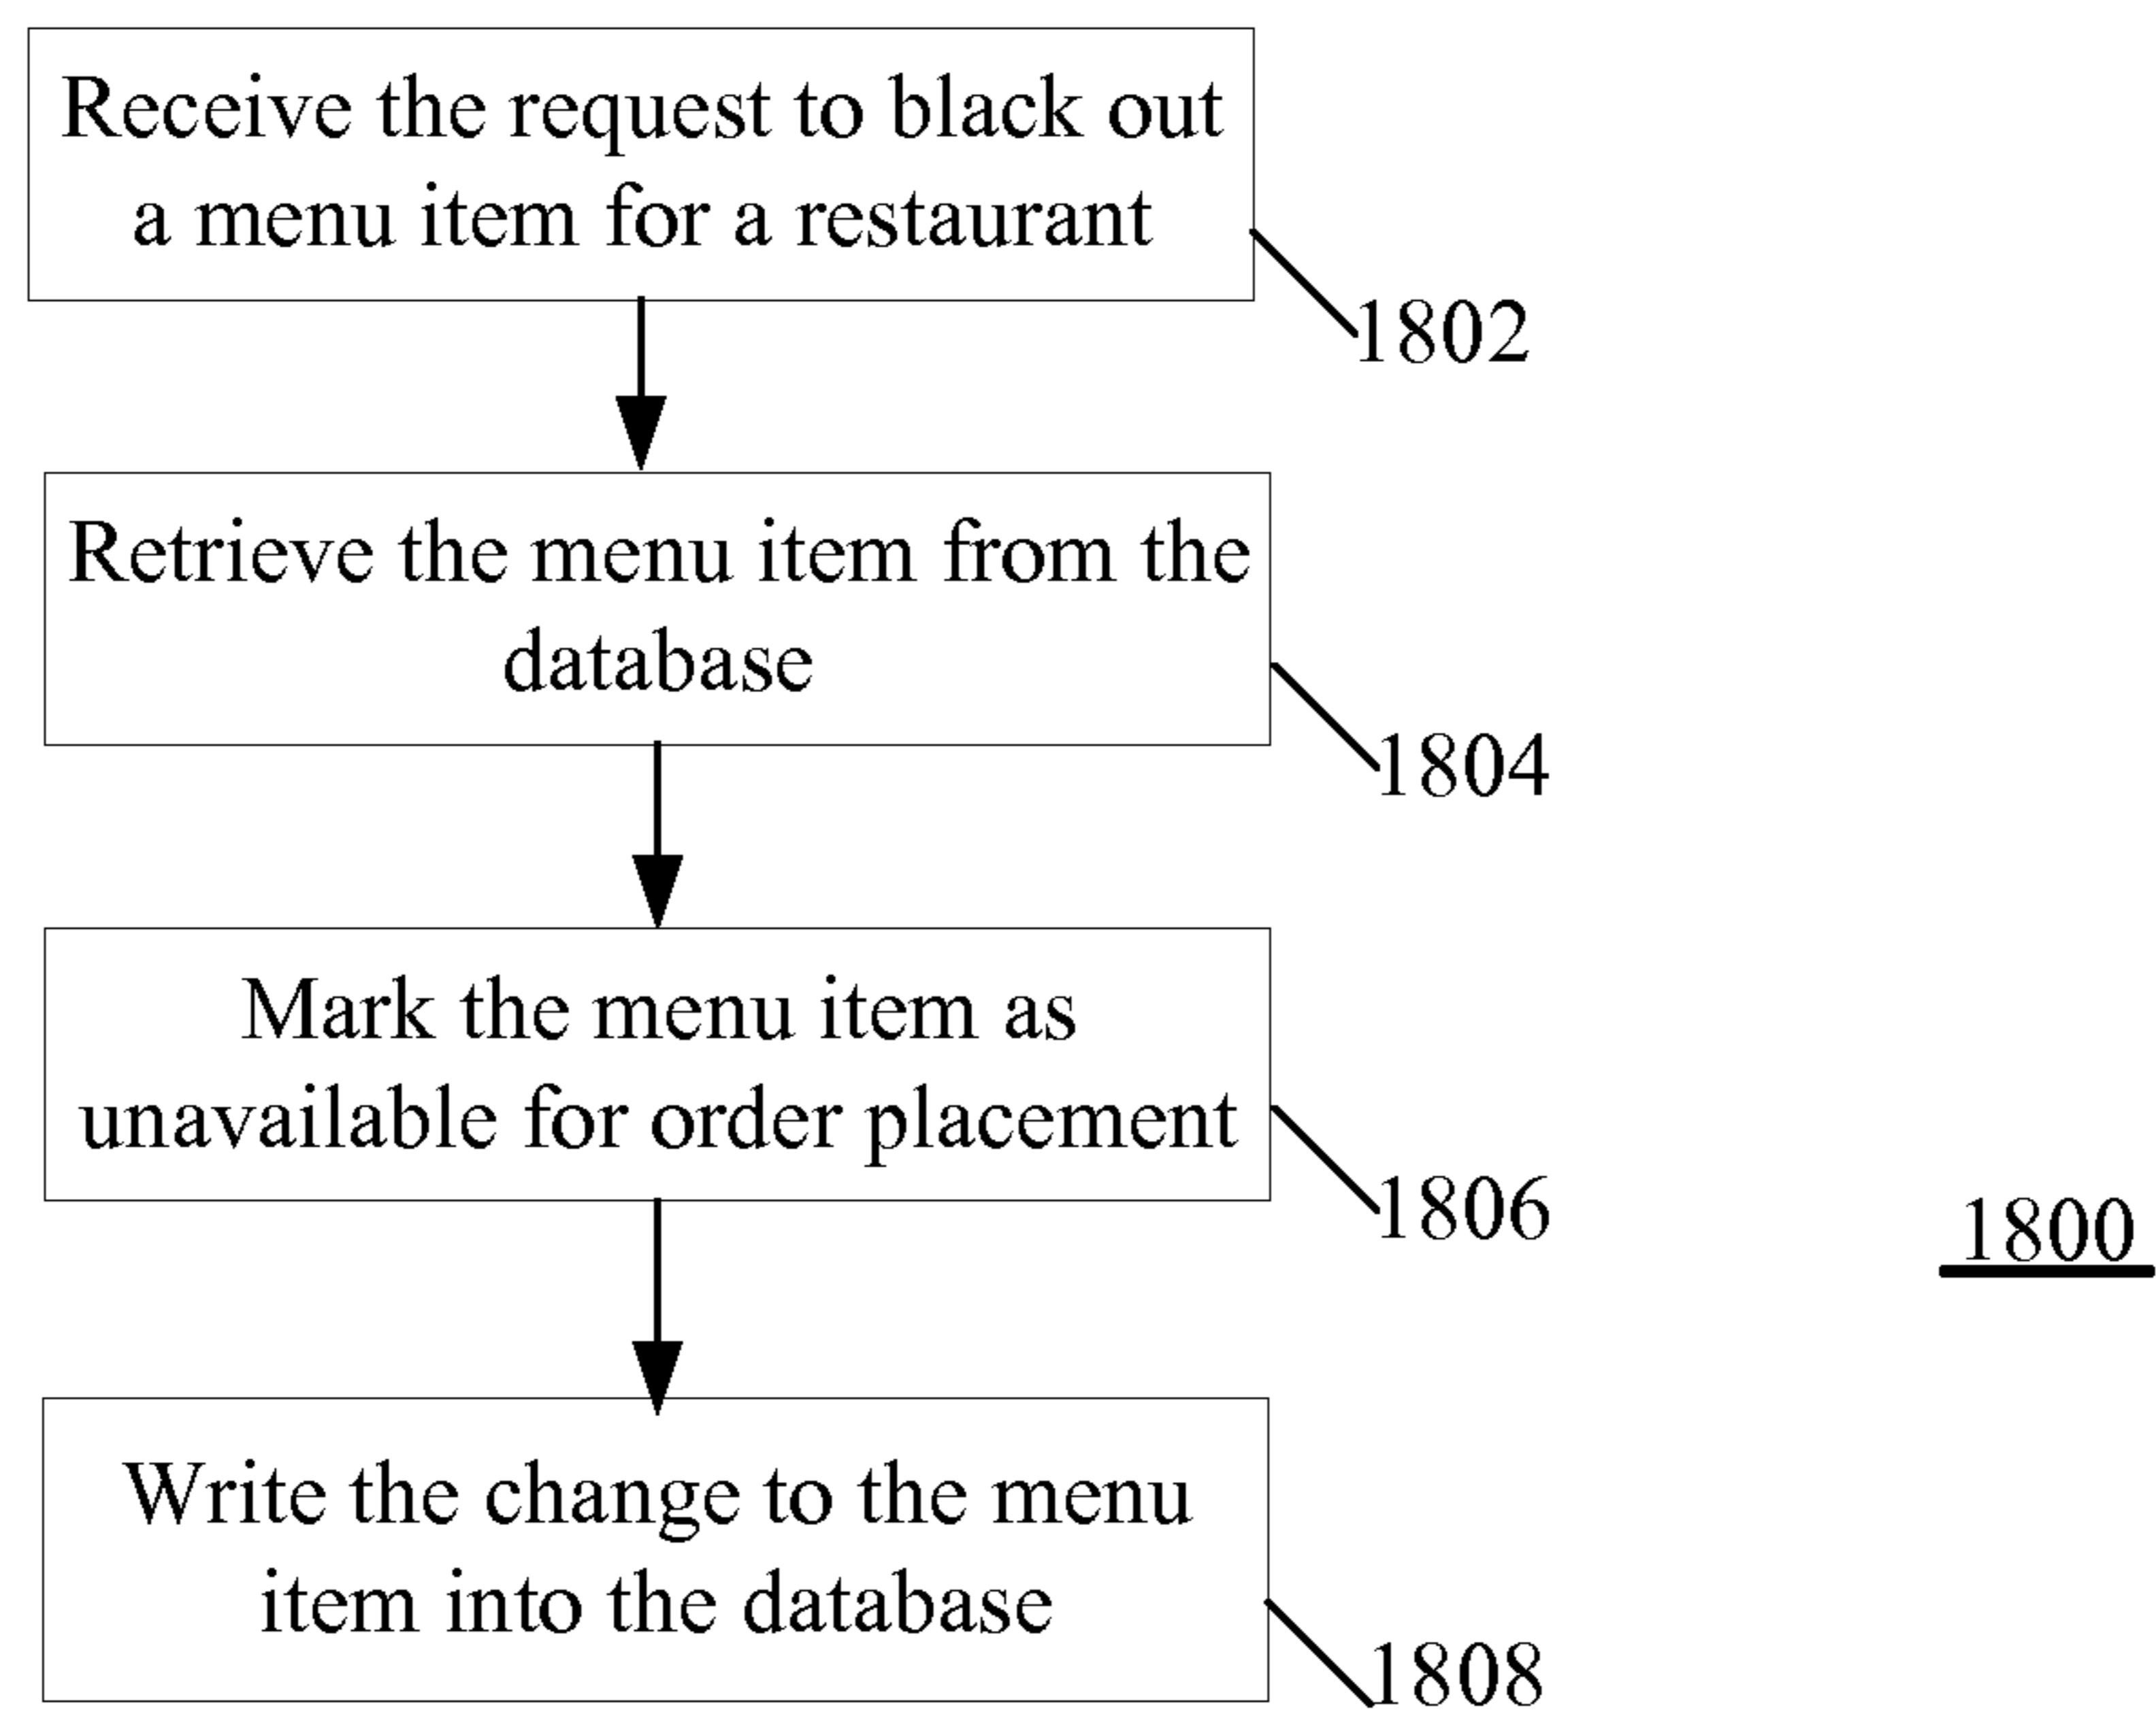 Receive the request to black out
a menu item for a restaurant
1802
Retrieve the menu item from the
database
1804
Mark the menu item as
unavailable for order placement
1806
1800
Write the change to the menu
item into the database
1808